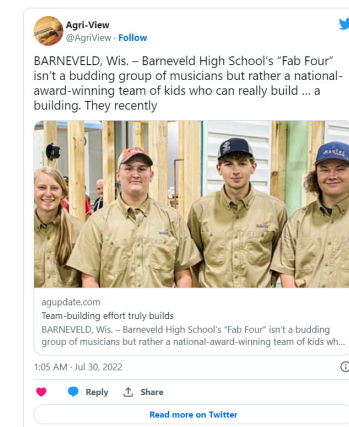 Agri-View
@AgriView · Follow
BARNEVELD, Wis. – Barneveld High School's “Fab Four”
isn't a budding group of musicians but rather a national-
award-winning team of kids who can really build ... a
building. They recently
agupdate.com
Team-building effort truly builds
BARNEVELD, Wis. – Barneveld High School's “Fab Four” isn't a budding
group of musicians but rather a national-award-winning team of kids wh...
1:05 AM · Jul 30, 2022
Reply Share
Read more on Twitter